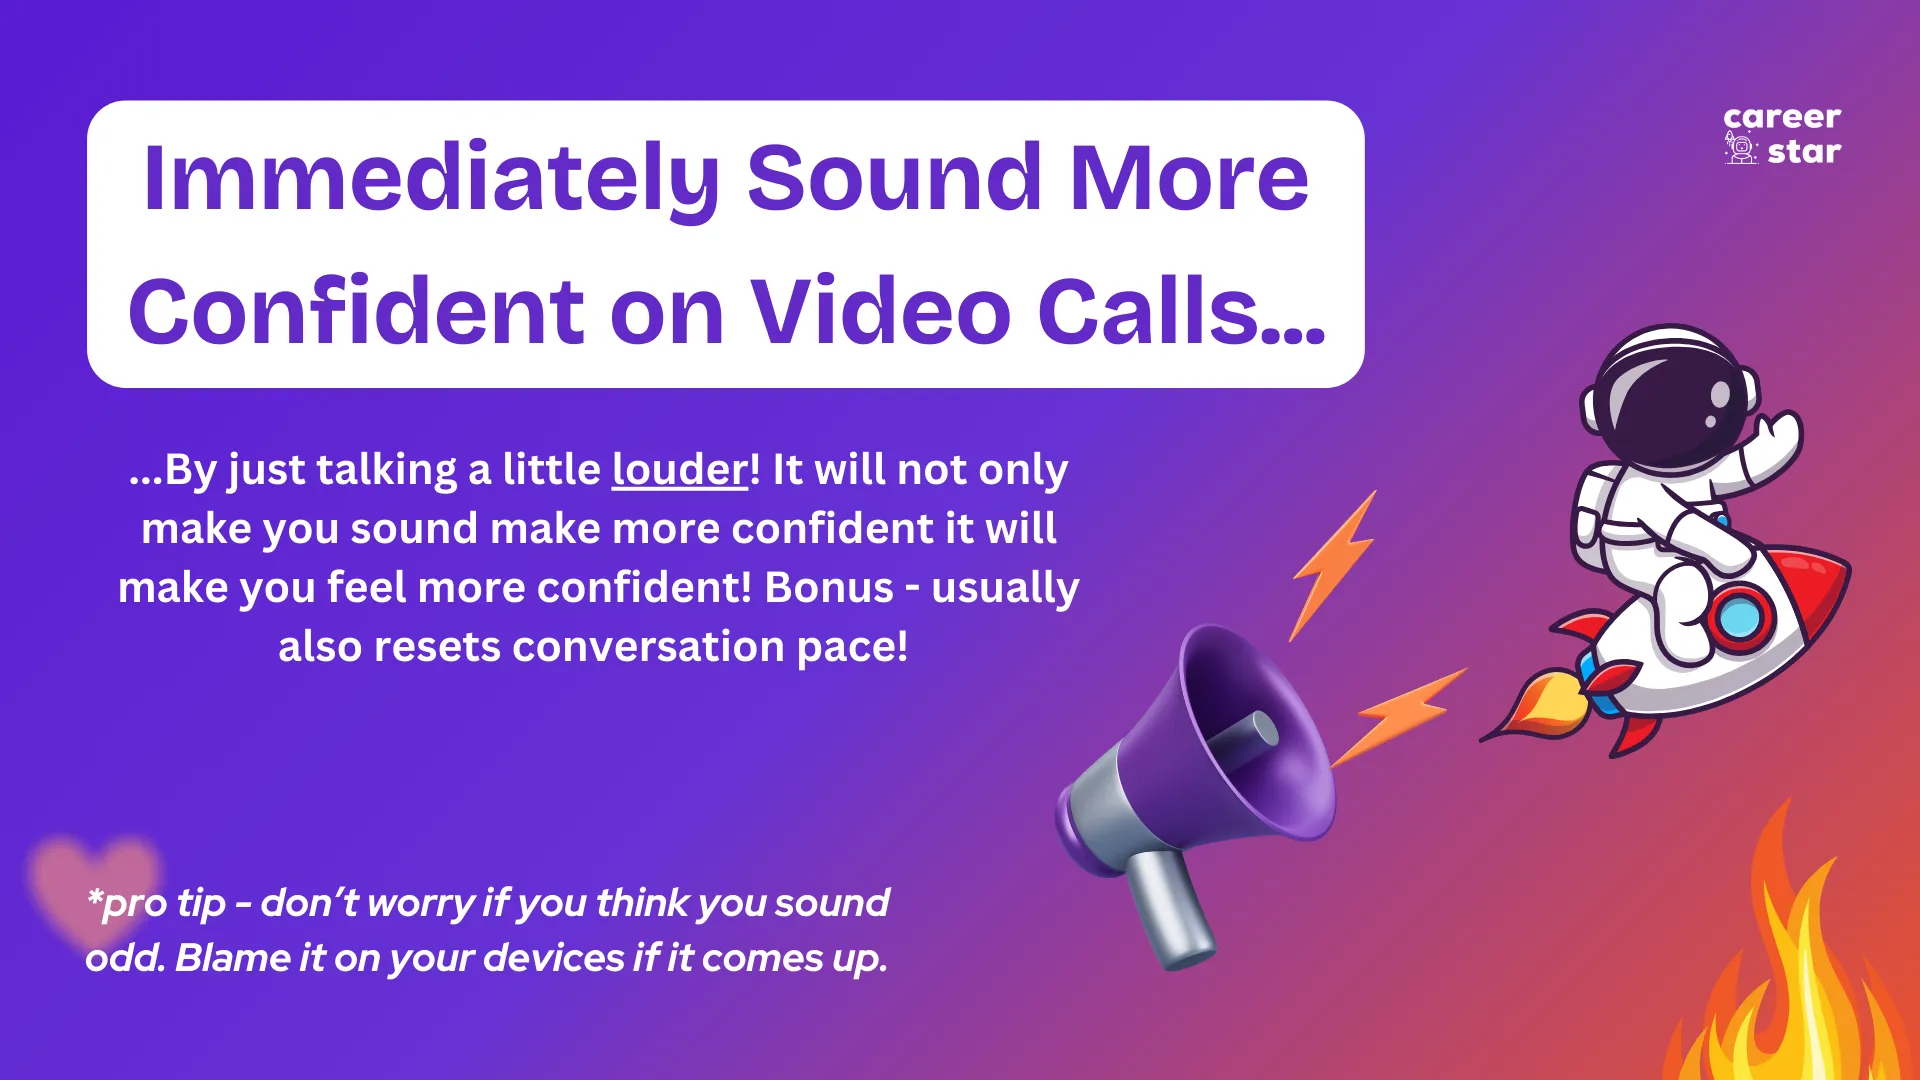 Immediately Sound More
Confident on Video Calls...
career
star
...By just talking a little louder! It will not only
make you sound make more confident it will
make you feel more confident! Bonus - usually
also resets conversation pace!
*pro tip - don’t worry if you think you sound
odd. Blame it on your devices if it comes up.